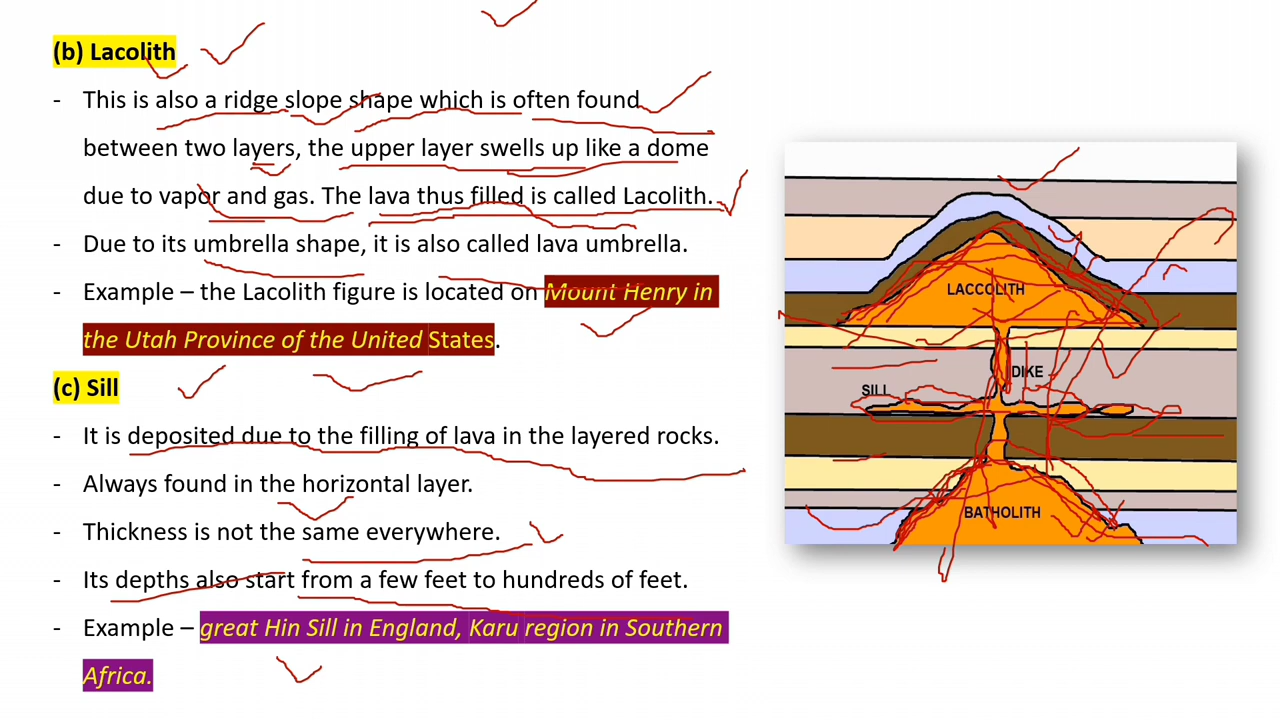 (b) Lacolith
- This is also a ridge slope shape which is often found
between two layers, the upper layer swells up like a dome
due to vapor and gas. The lava thus filled is called Lacolith.
- Due to its umbrella shape, it is also called lava umbrella.
- Example – the Lacolith figure is located on Mount Henry in
the Utah Province of the United States.
(c) Sill
- It is deposited due to the filling of lava in the layered rocks.
- Always found in the horizontal layer.
- Thickness is not the same everywhere.
- Its depths also start from a few feet to hundreds of feet.
- Example – great Hin Sill in England, Karu region in Southern
Africa.
LACCOLITH
DIKE
SILL
BATHOLITH